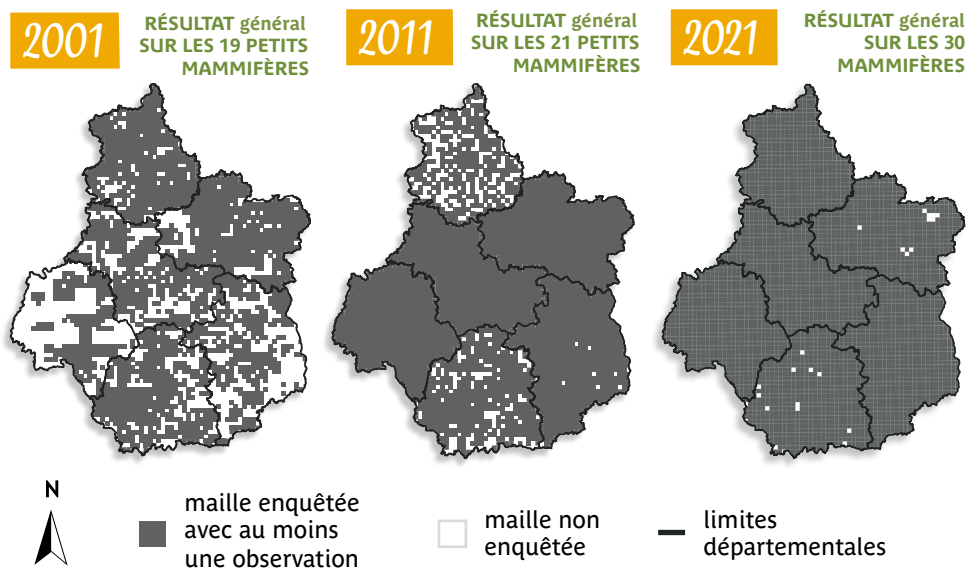 2001
RÉSULTAT général
SUR LES 19 PETITS
MAMMIFÈRES
2011
RÉSULTAT général
SUR LES 21 PETITS
MAMMIFÈRES
2021
RÉSULTAT général
SUR LES 30
MAMMIFÈRES
N
maille enquêtée
avec au moins
une observation
maille non
enquêtée
limites
départementales